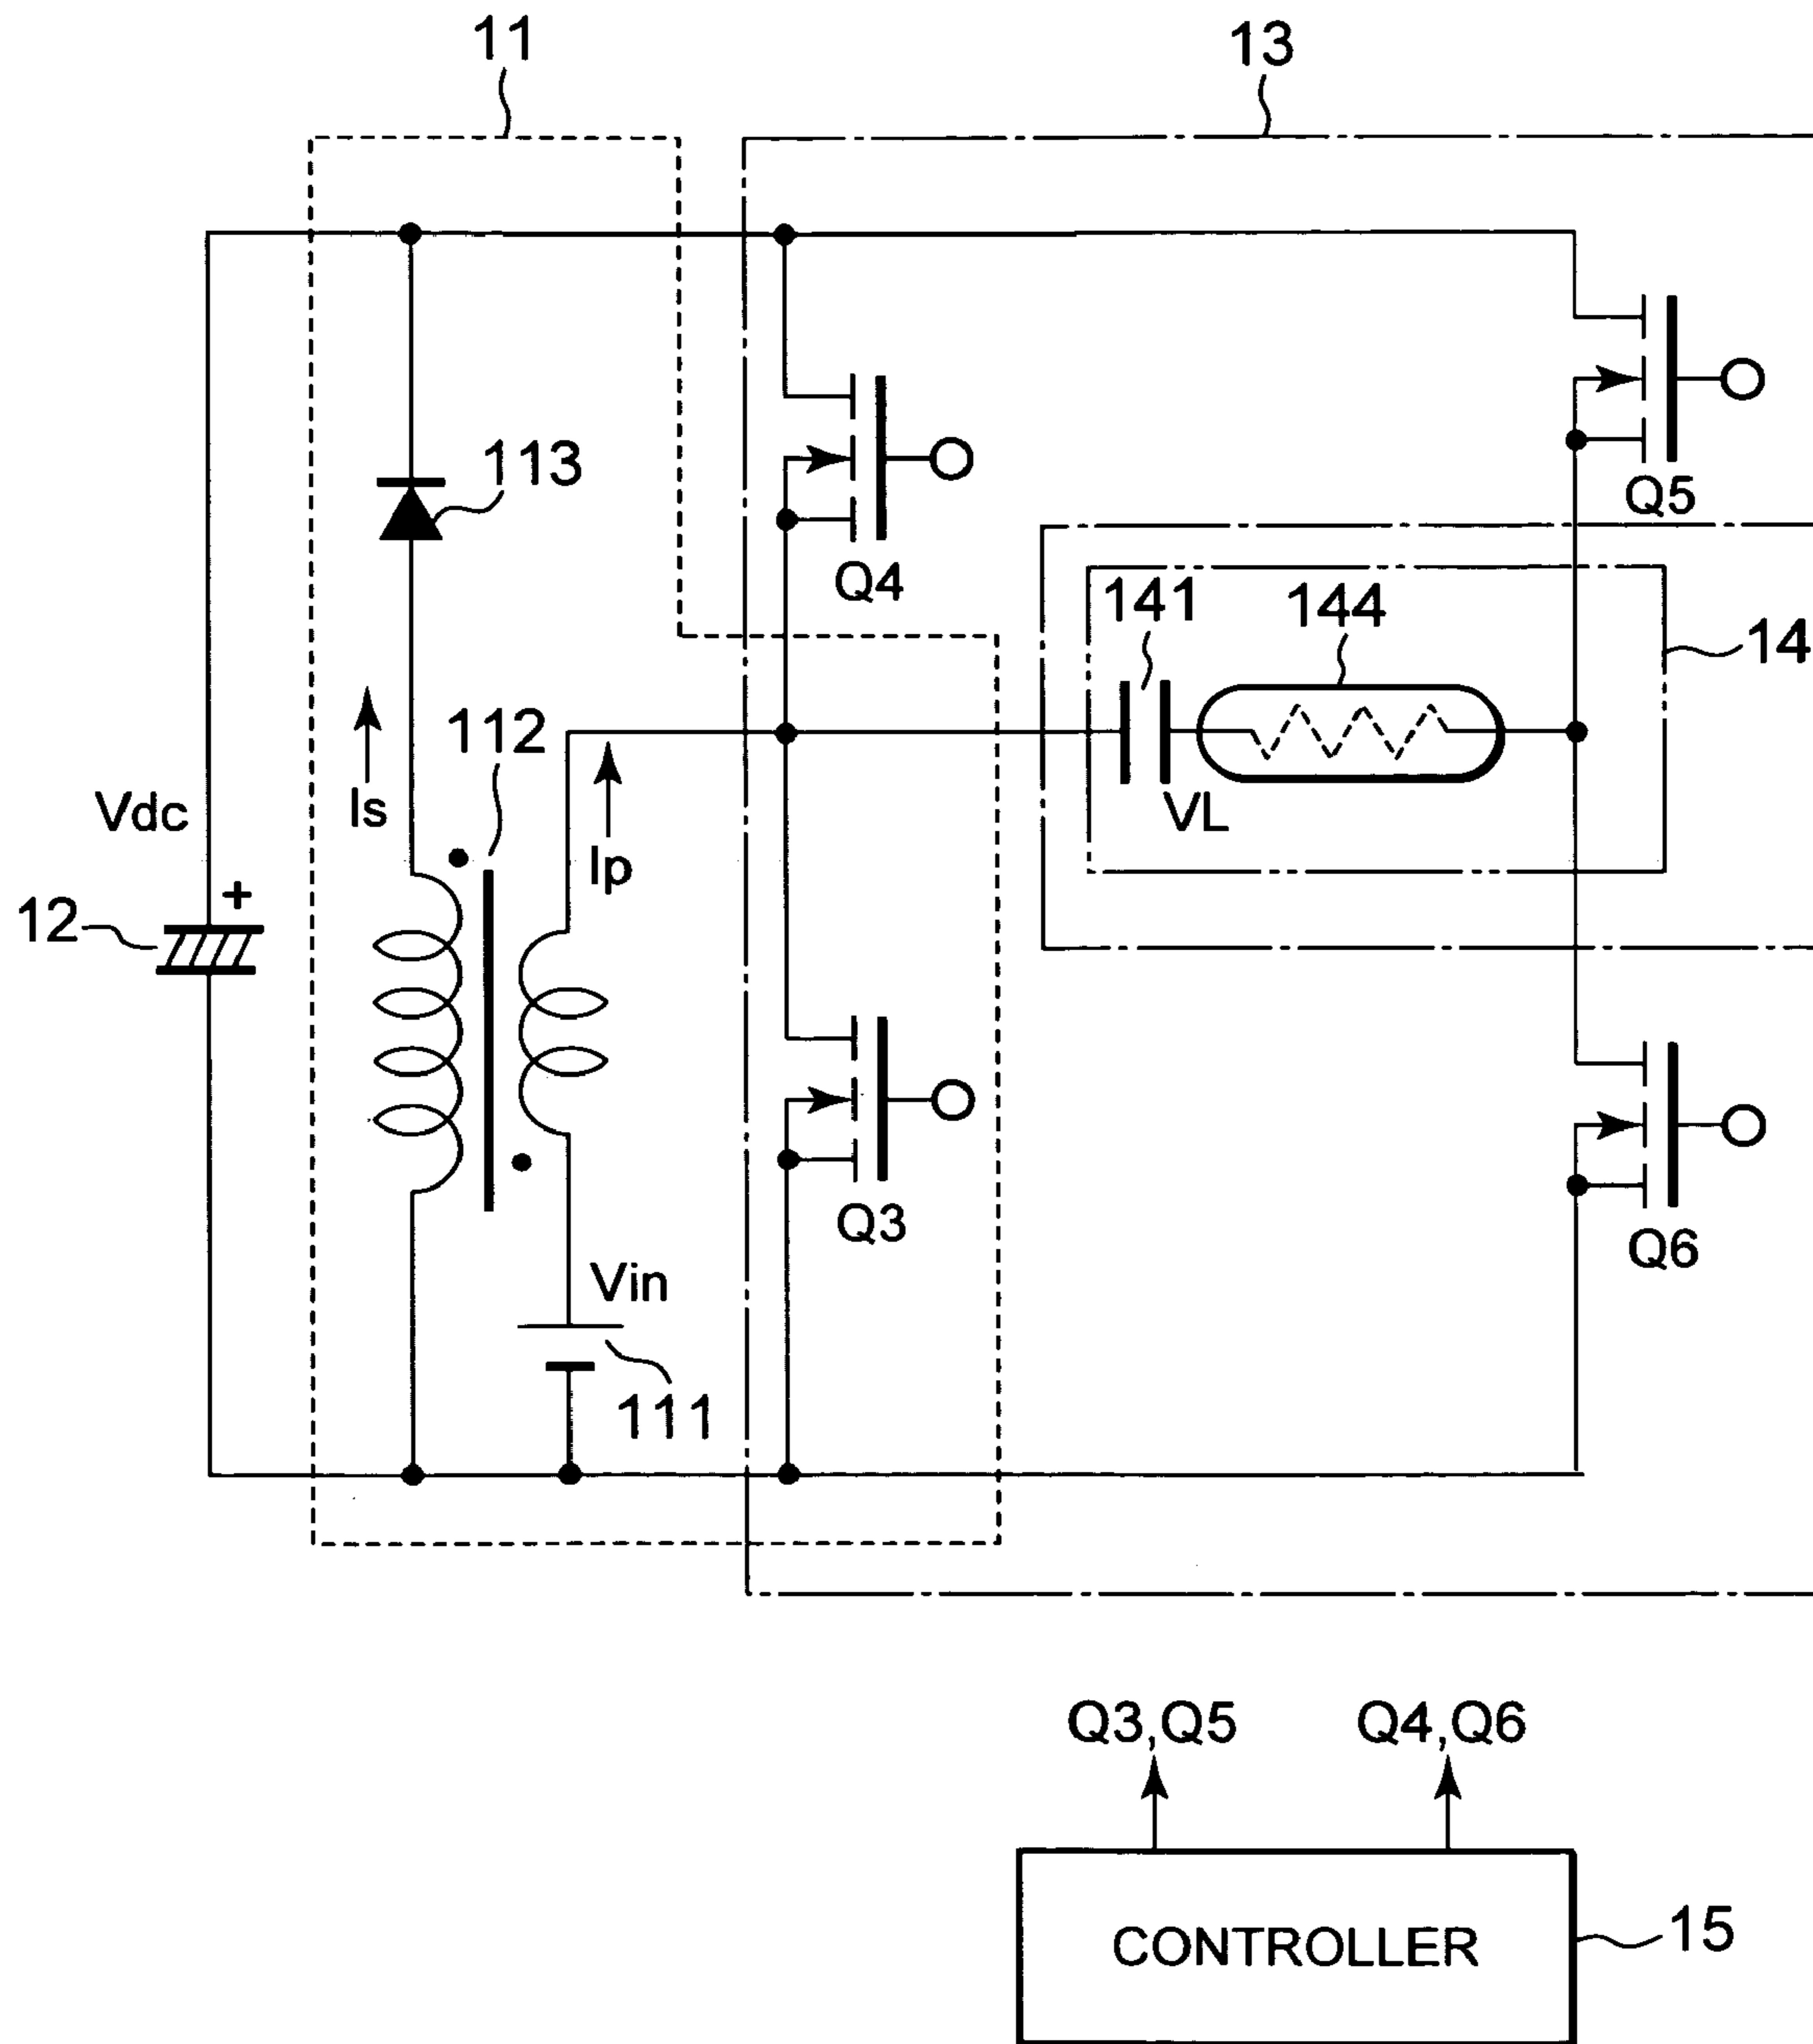 11
13
113
Q4
Q5
141
144
14
112
Is
Ip
VL
Vdc
+
12
Q3
Q6
Vin
111
Q3,Q5
Q4,Q6
CONTROLLER
15